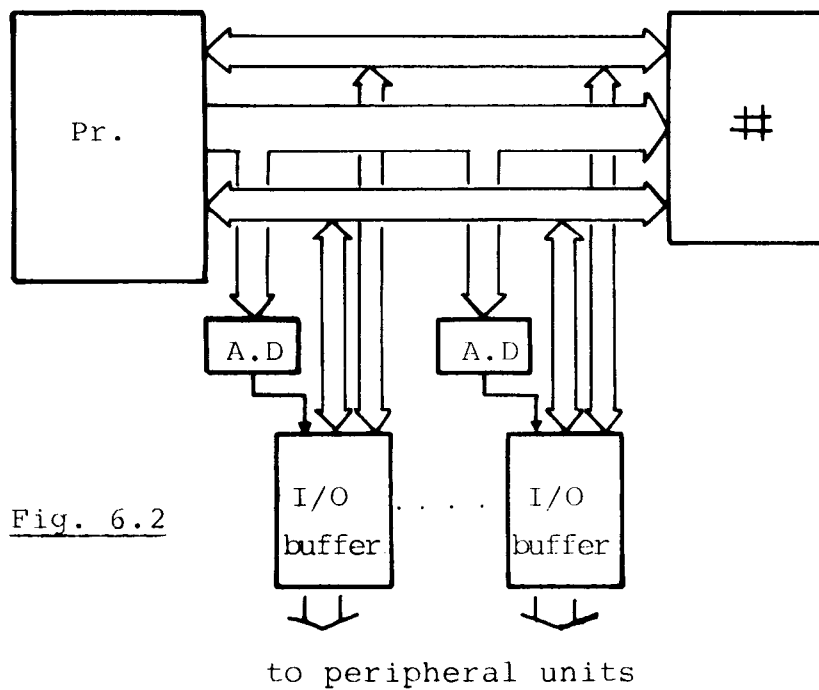 Pr.
#
A.D
A.D
I/O
buffer
. . . . .
I/O
buffer
Fig. 6.2
to peripheral units